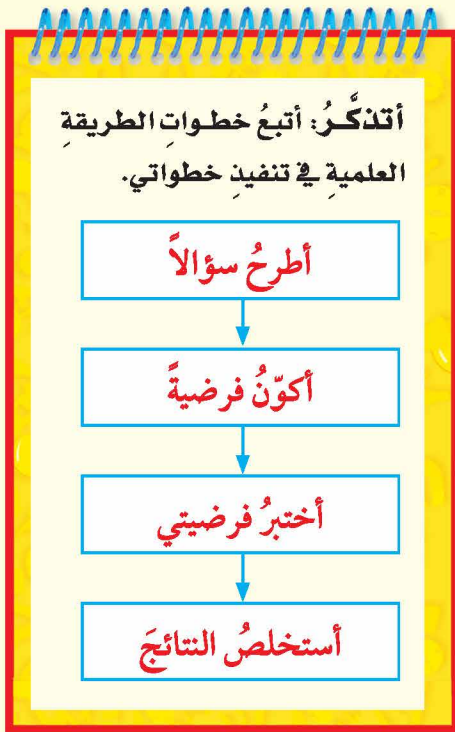 أتذكَّرُ: أتبعُ خطواتِ الطريقةِ
العلميةِ في تنفيذِ خطواتي.
أطرحُ سؤالاً
أكوّنُ فرضيةً
أختبرُ فرضيتي
أستخلصُ النتائجَ